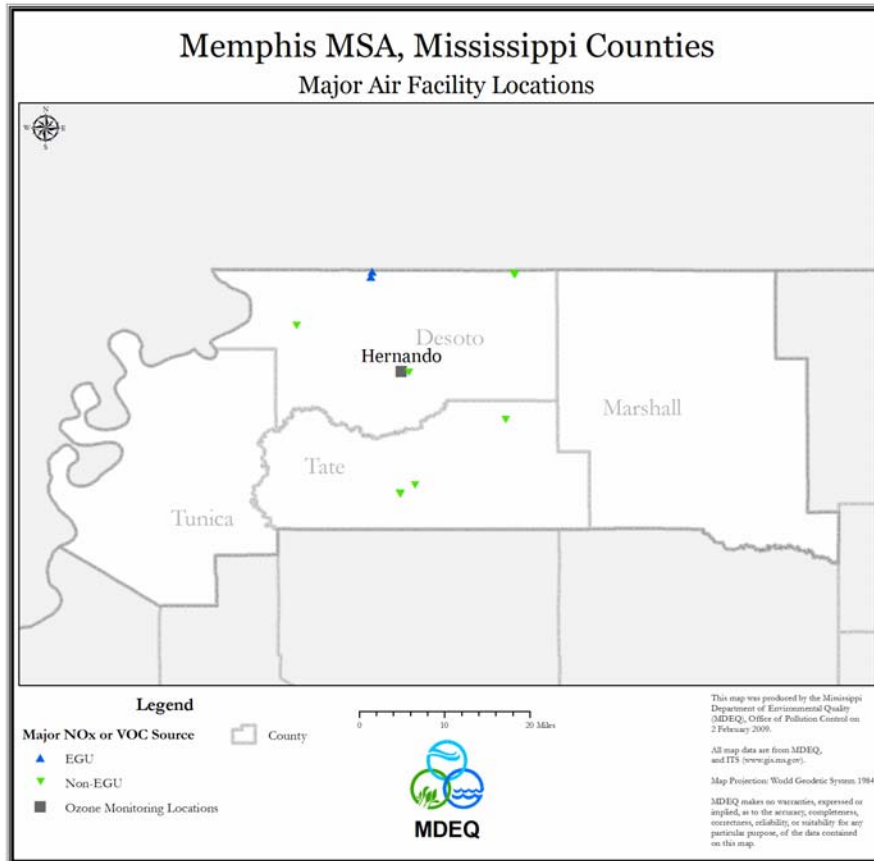 Memphis MSA, Mississippi Counties
Major Air Facility Locations
N
W E
S
Desoto
Hernando
Marshall
Tate
Tunica
Legend
Major NOx or VOC Source
County
EGU
Non-EGU
Ozone Monitoring Locations
0 10 20 Miles
MDEQ
This map was produced by the Mississippi
Department of Environmental Quality
(MDEQ), Office of Pollution Control on
2 February 2009.
All map data are from MDEQ,
and ITS (www.gis.ms.gov).
Map Projection: World Geodetic System 1984
MDEQ makes no warranties, expressed or
implied, as to the accuracy, completeness,
correctness, reliability, or suitability for any
particular purpose, of the data contained
on this map.